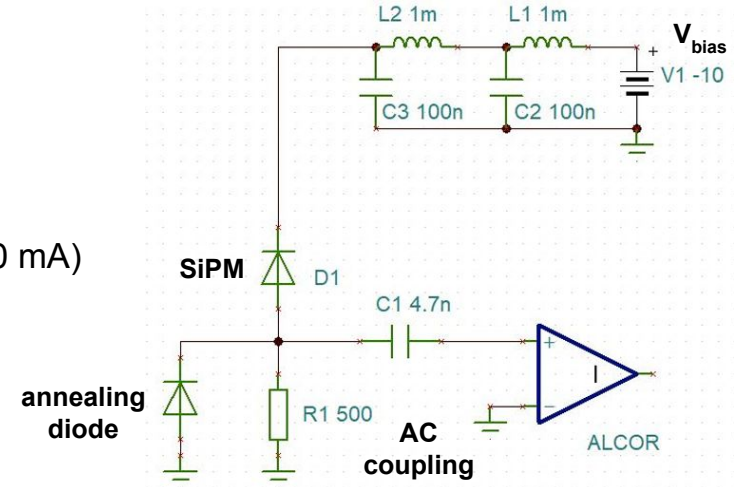 L2 1m
L1 1m
V bias
+
V1 -10
C3 100n
C2 100n
0 mA)
SiPM
D1
C1 4.7n
+
I
-
annealing
diode
R1 500
AC
coupling
ALCOR